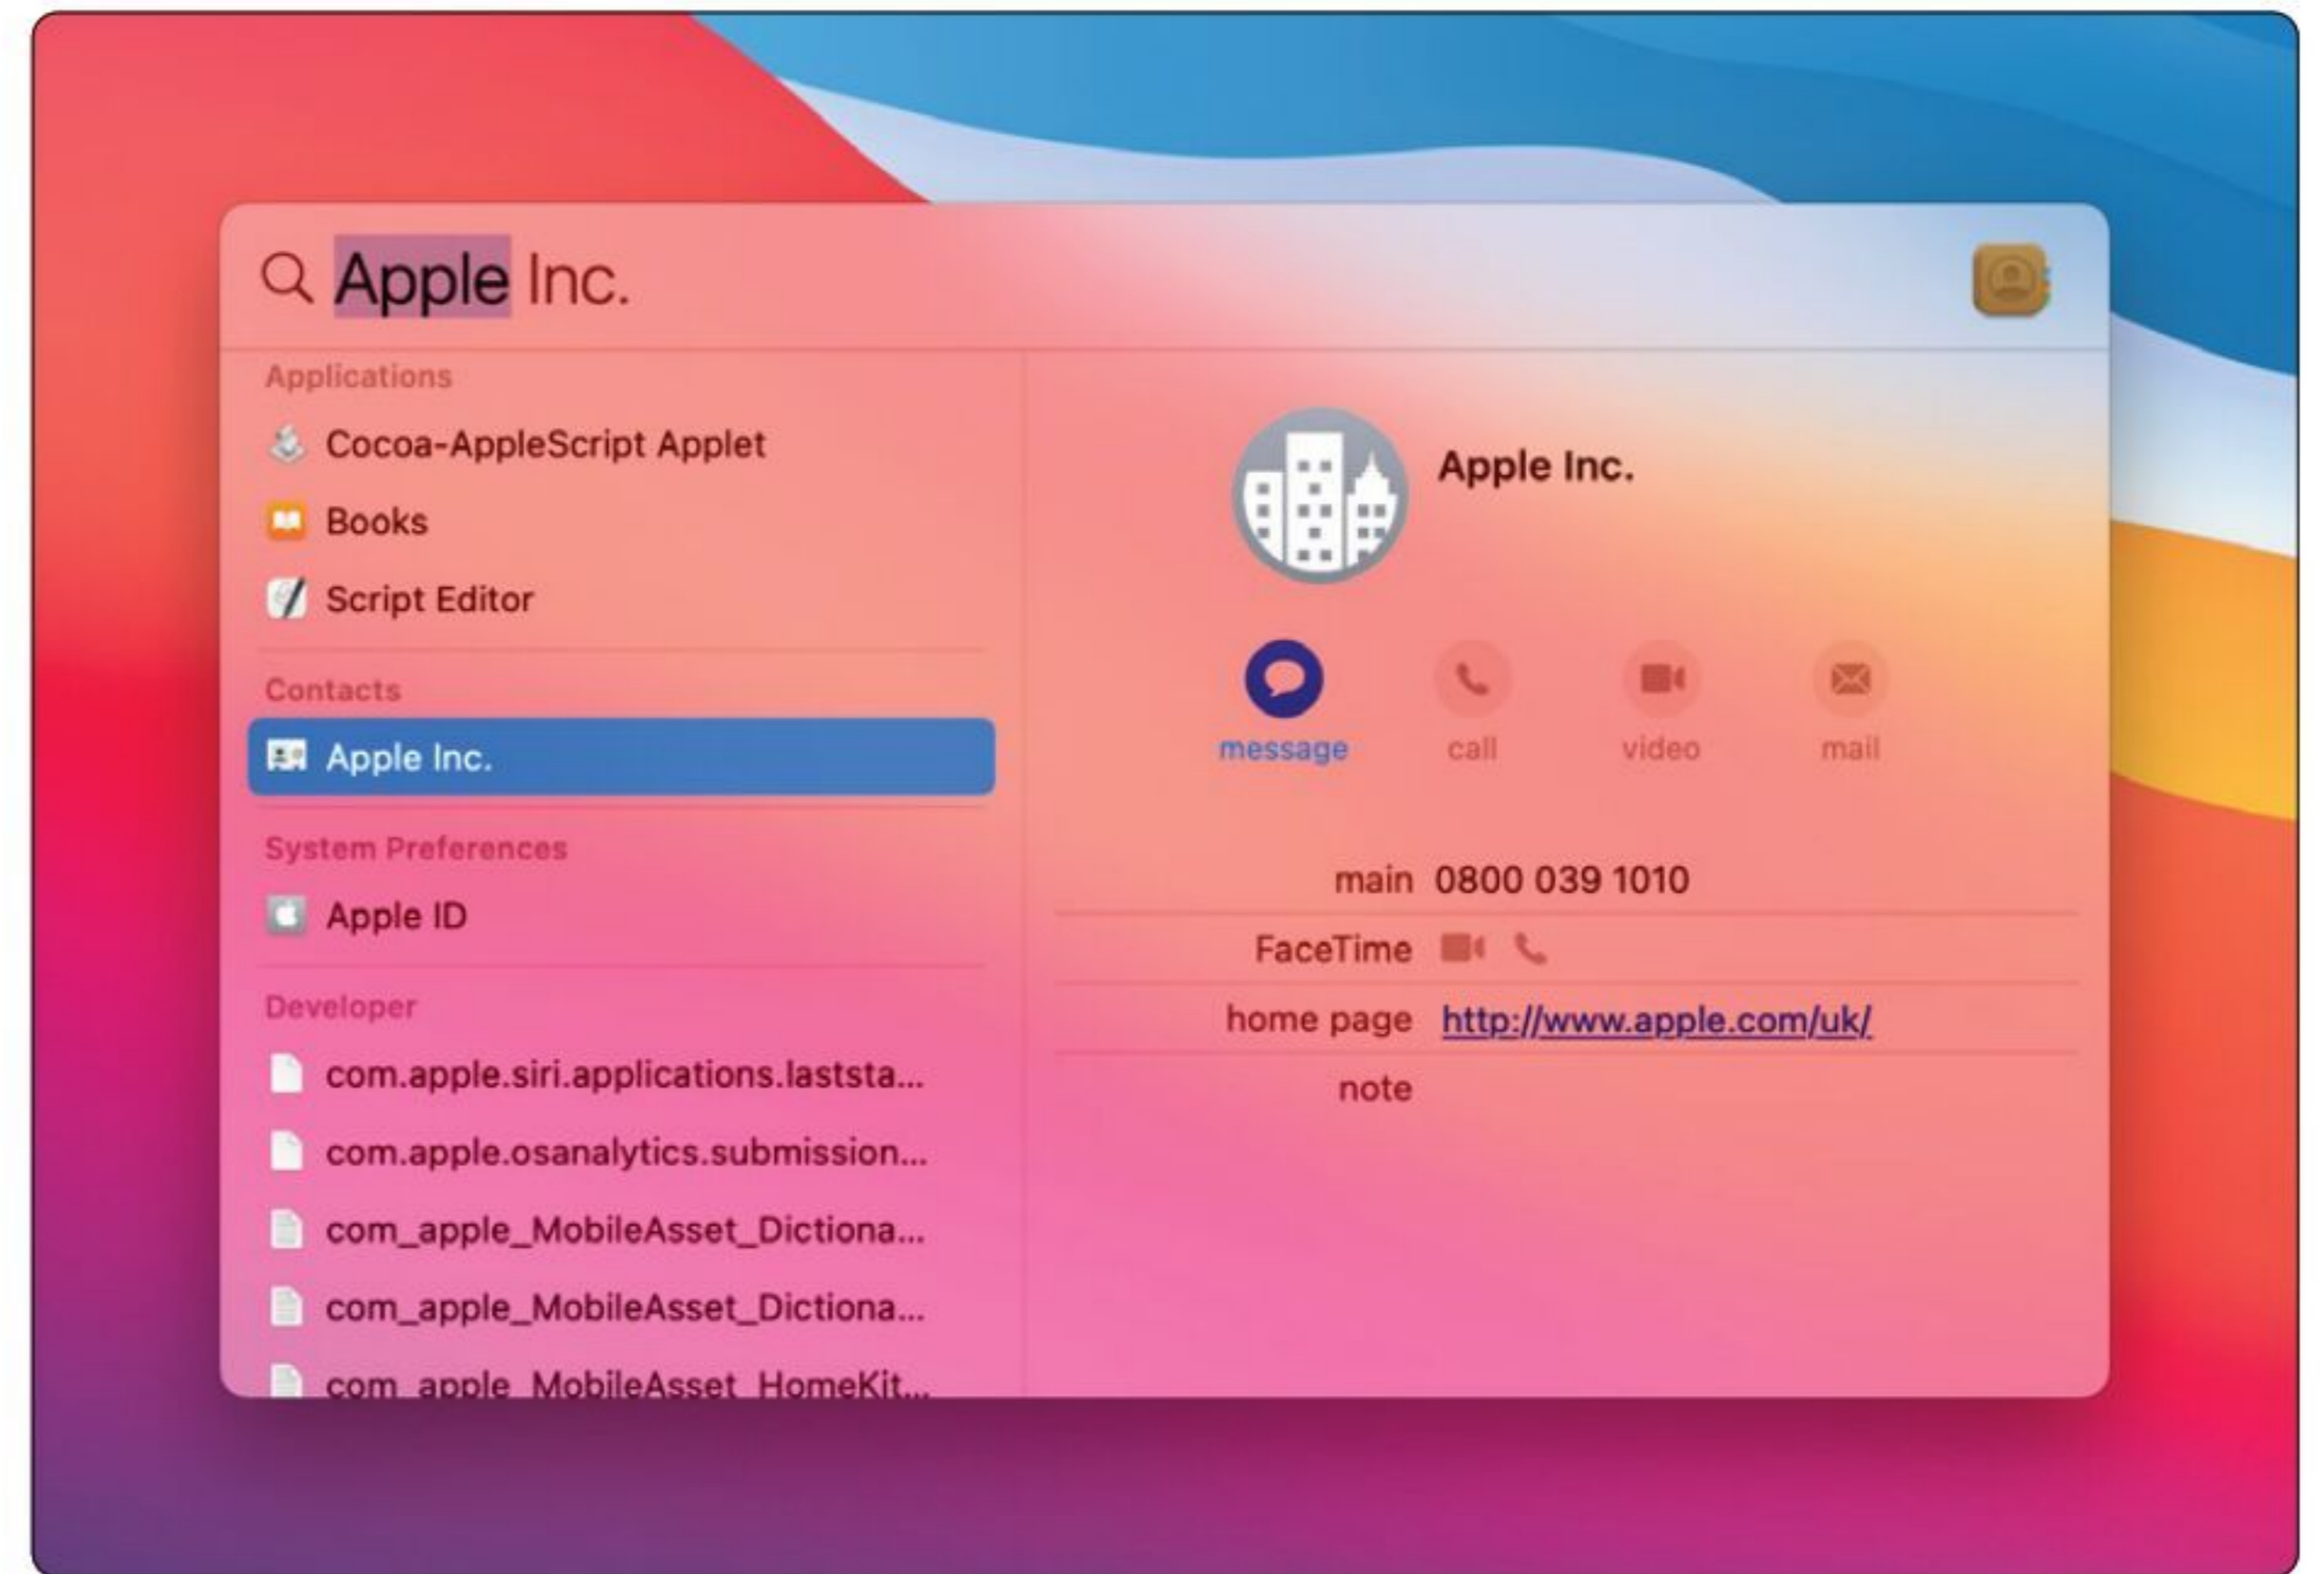 Apple Inc.
Applications
Cocoa-AppleScript Applet
Books
Script Editor
Contacts
Apple Inc.
System Preferences
Apple ID
Developer
com.apple.siri.applications.laststa...
com.apple.osanalytics.submission...
com_apple_MobileAsset_Dictiona...
com_apple_MobileAsset_Dictiona...
com_apple_MobileAsset_HomeKit...
Apple Inc.
message call video mail
main 0800 039 1010
FaceTime
home page http://www.apple.com/uk/
note